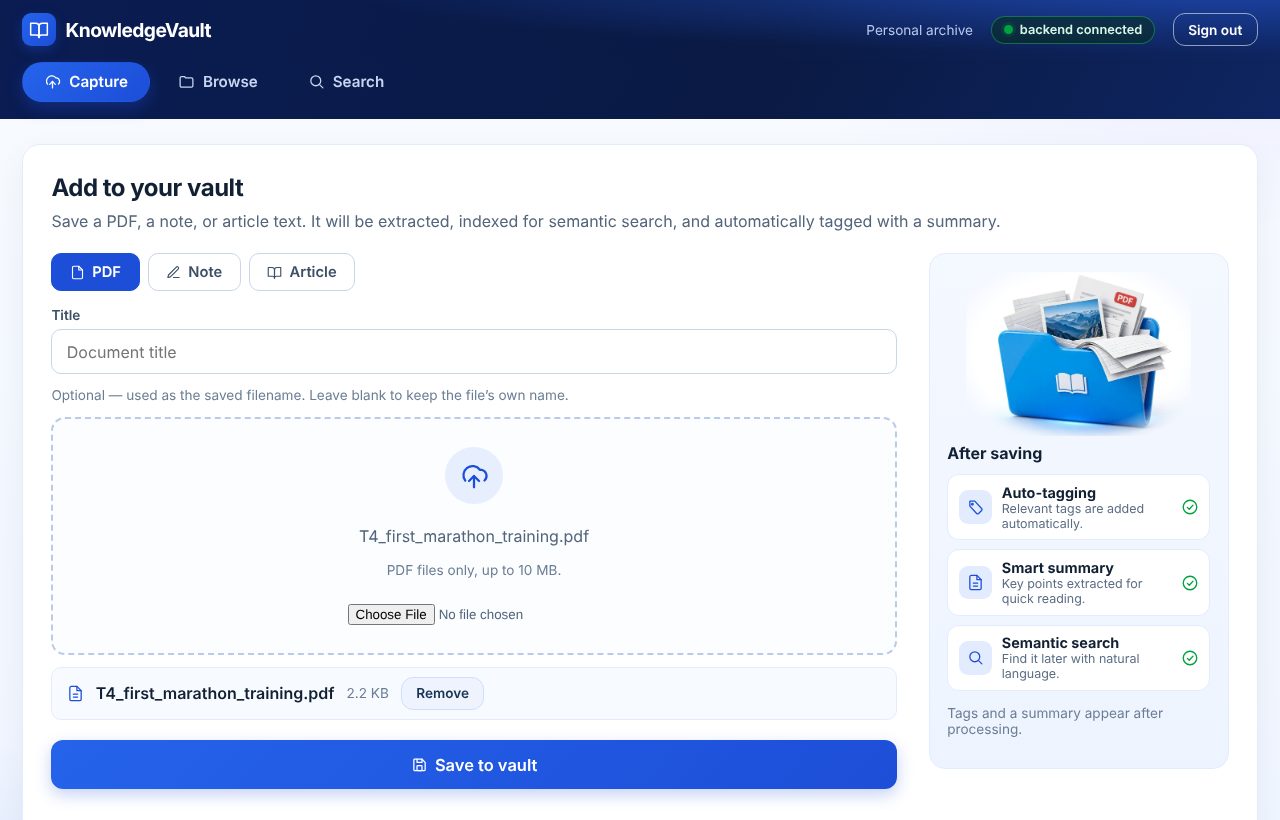 KnowledgeVault
Personal archive
backend connected
Sign out
Capture
Browse
Search
Add to your vault
Save a PDF, a note, or article text. It will be extracted, indexed for semantic search, and automatically tagged with a summary.
PDF
Note
Article
Title
Document title
Optional — used as the saved filename. Leave blank to keep the file’s own name.
T4_first_marathon_training.pdf
PDF files only, up to 10 MB.
Choose File No file chosen
T4_first_marathon_training.pdf 2.2 KB Remove
Save to vault
PDF
After saving
Auto-tagging
Relevant tags are added
automatically.
Smart summary
Key points extracted for
quick reading.
Semantic search
Find it later with natural
language.
Tags and a summary appear after
processing.